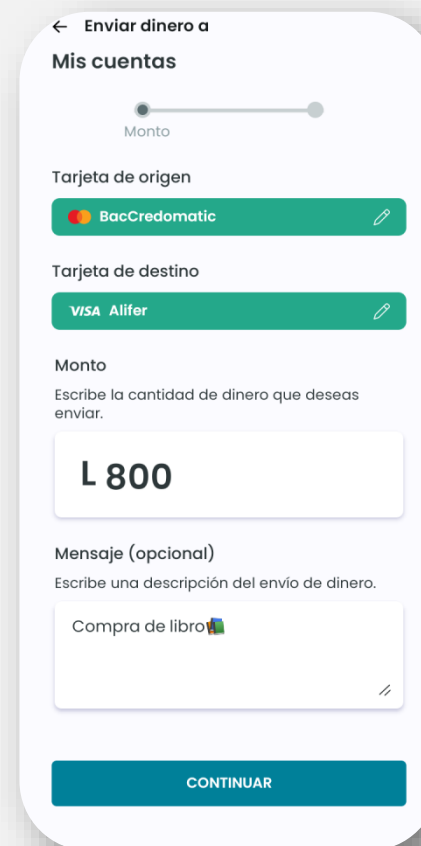 ← Enviar dinero a
Mis cuentas
Monto
Tarjeta de origen
BacCredomatic
Tarjeta de destino
VISA Alifer
Monto
Escribe la cantidad de dinero que deseas
enviar.
L 800
Mensaje (opcional)
Escribe una descripción del envío de dinero.
Compra de libro📚
CONTINUAR